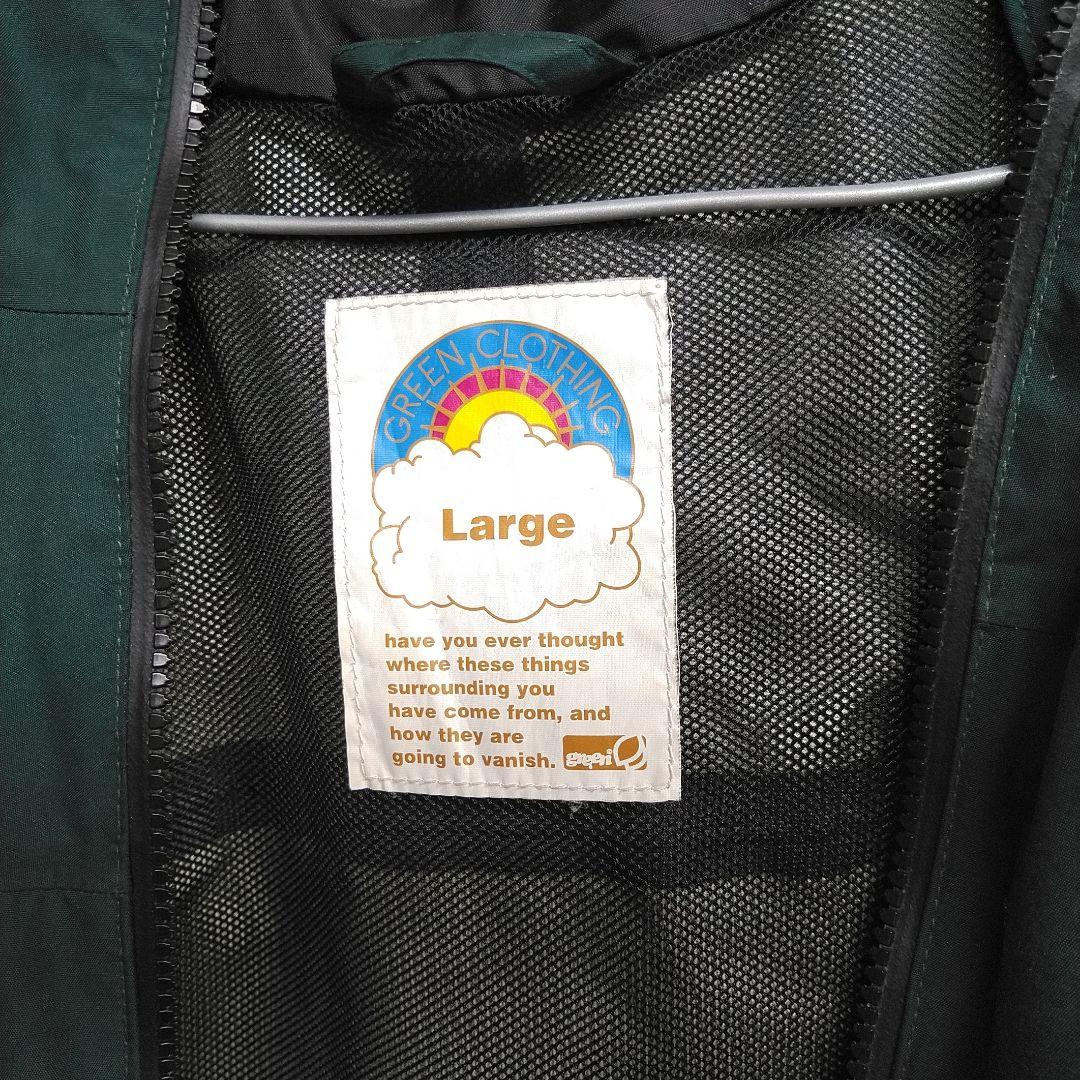 GREEN CLOTHING
Large
have you ever thought
where these things
surrounding you
have come from, and
how they are
going to vanish.
green